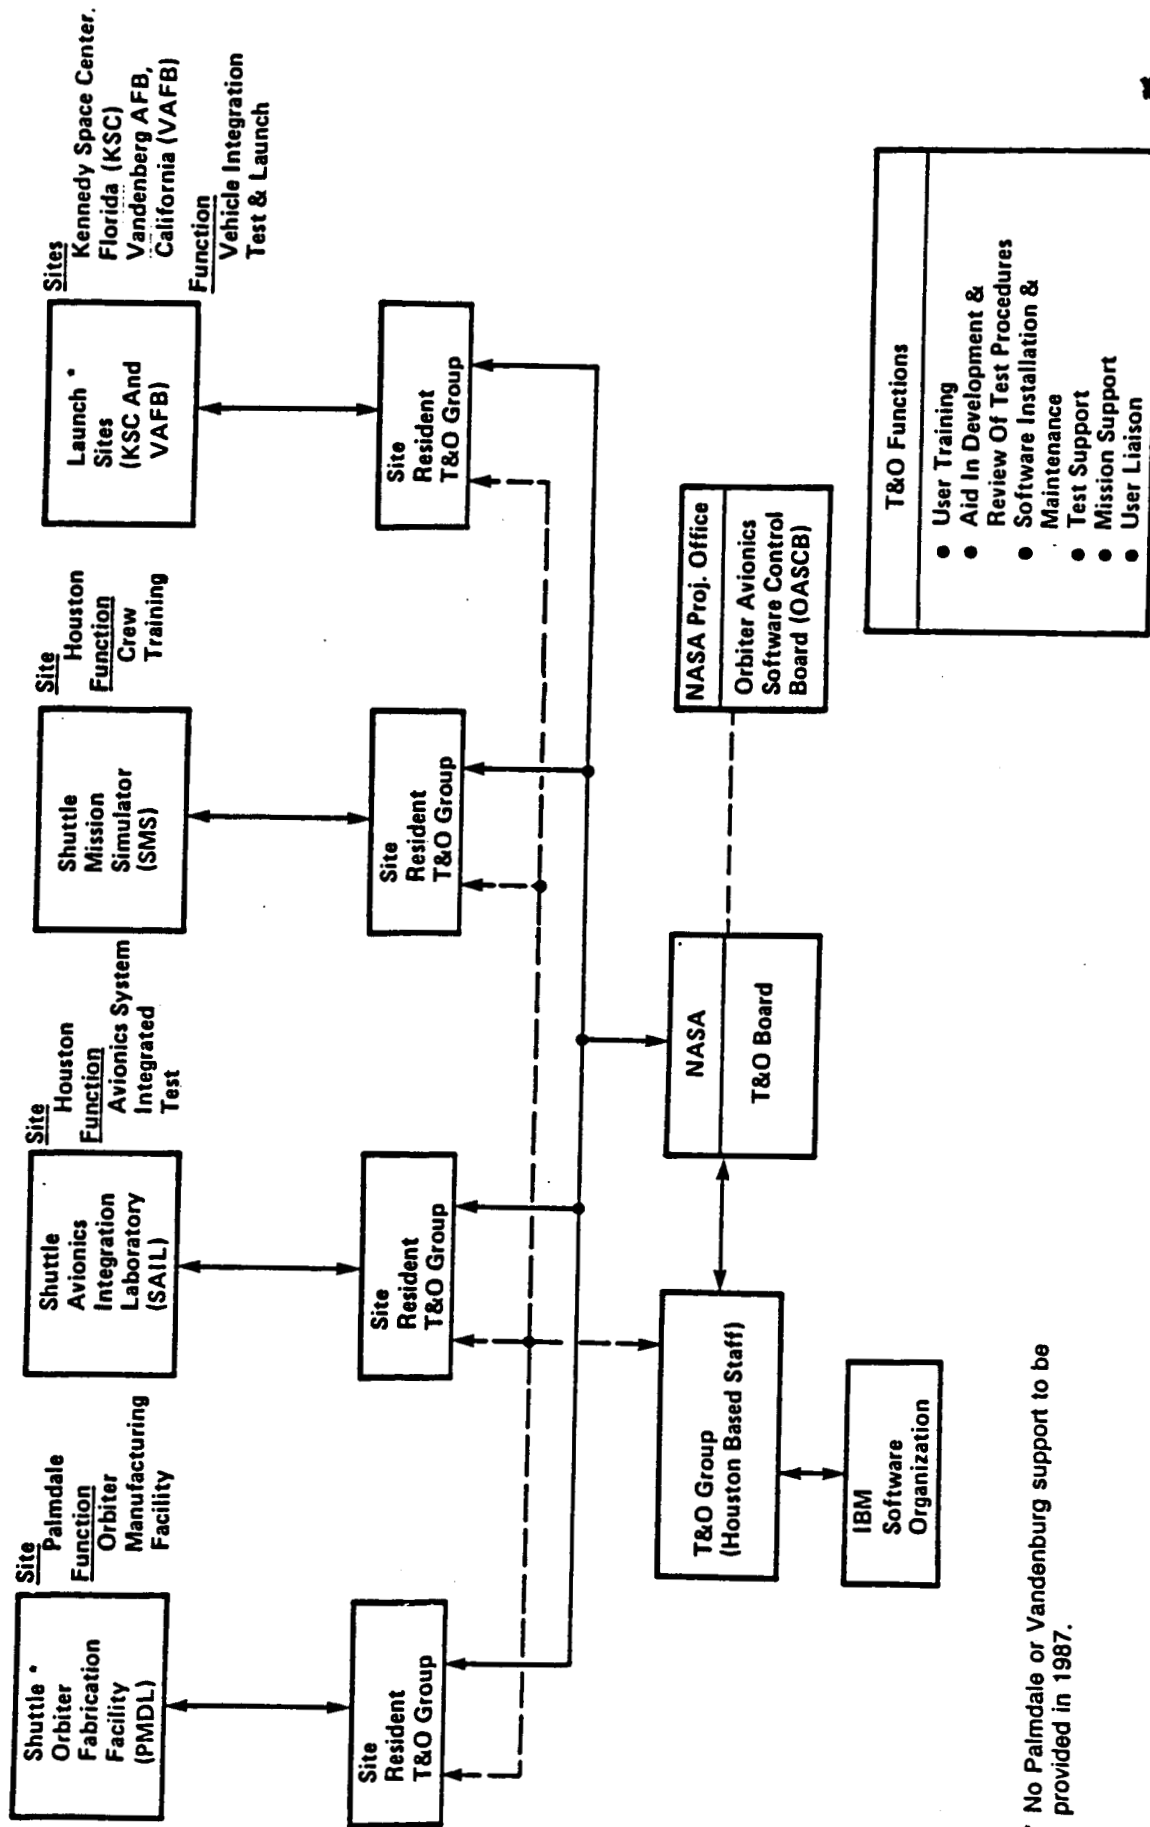 Shuttle *
Orbiter
Fabrication
Facility
(PMDL)
Site
Palmdale
Function
Orbiter
Manufacturing
Facility
Shuttle
Avionics
Integration
Laboratory
(SAIL)
Site
Houston
Function
Avionics System
Integrated
Test
Shuttle
Mission
Simulator
(SMS)
Site
Houston
Function
Crew
Training
Launch *
Sites
(KSC And
VAFB)
Sites
Kennedy Space Center.
Florida (KSC)
Vandenberg AFB,
California (VAFB)
Function
Vehicle Integration
Test & Launch
Site
Resident
T&O Group
Site
Resident
T&O Group
Site
Resident
T&O Group
Site
Resident
T&O Group
T&O Group
(Houston Based Staff)
NASA
T&O Board
NASA Proj. Office
Orbiter Avionics
Software Control
Board (OASCB)
IBM
Software
Organization
T&O Functions
● User Training
● Aid In Development &
Review Of Test Procedures
● Software Installation &
Maintenance
● Test Support
● Mission Support
● User Liaison
* No Palmdale or Vandenburg support to be
provided in 1987.